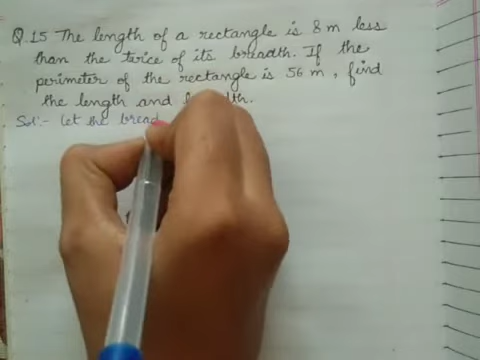 Q.15 The length of a rectangle is 8 m less
than the twice of its breadth. If the
perimeter of the rectangle is 56 m, find
the length and
Sol:- let the bread